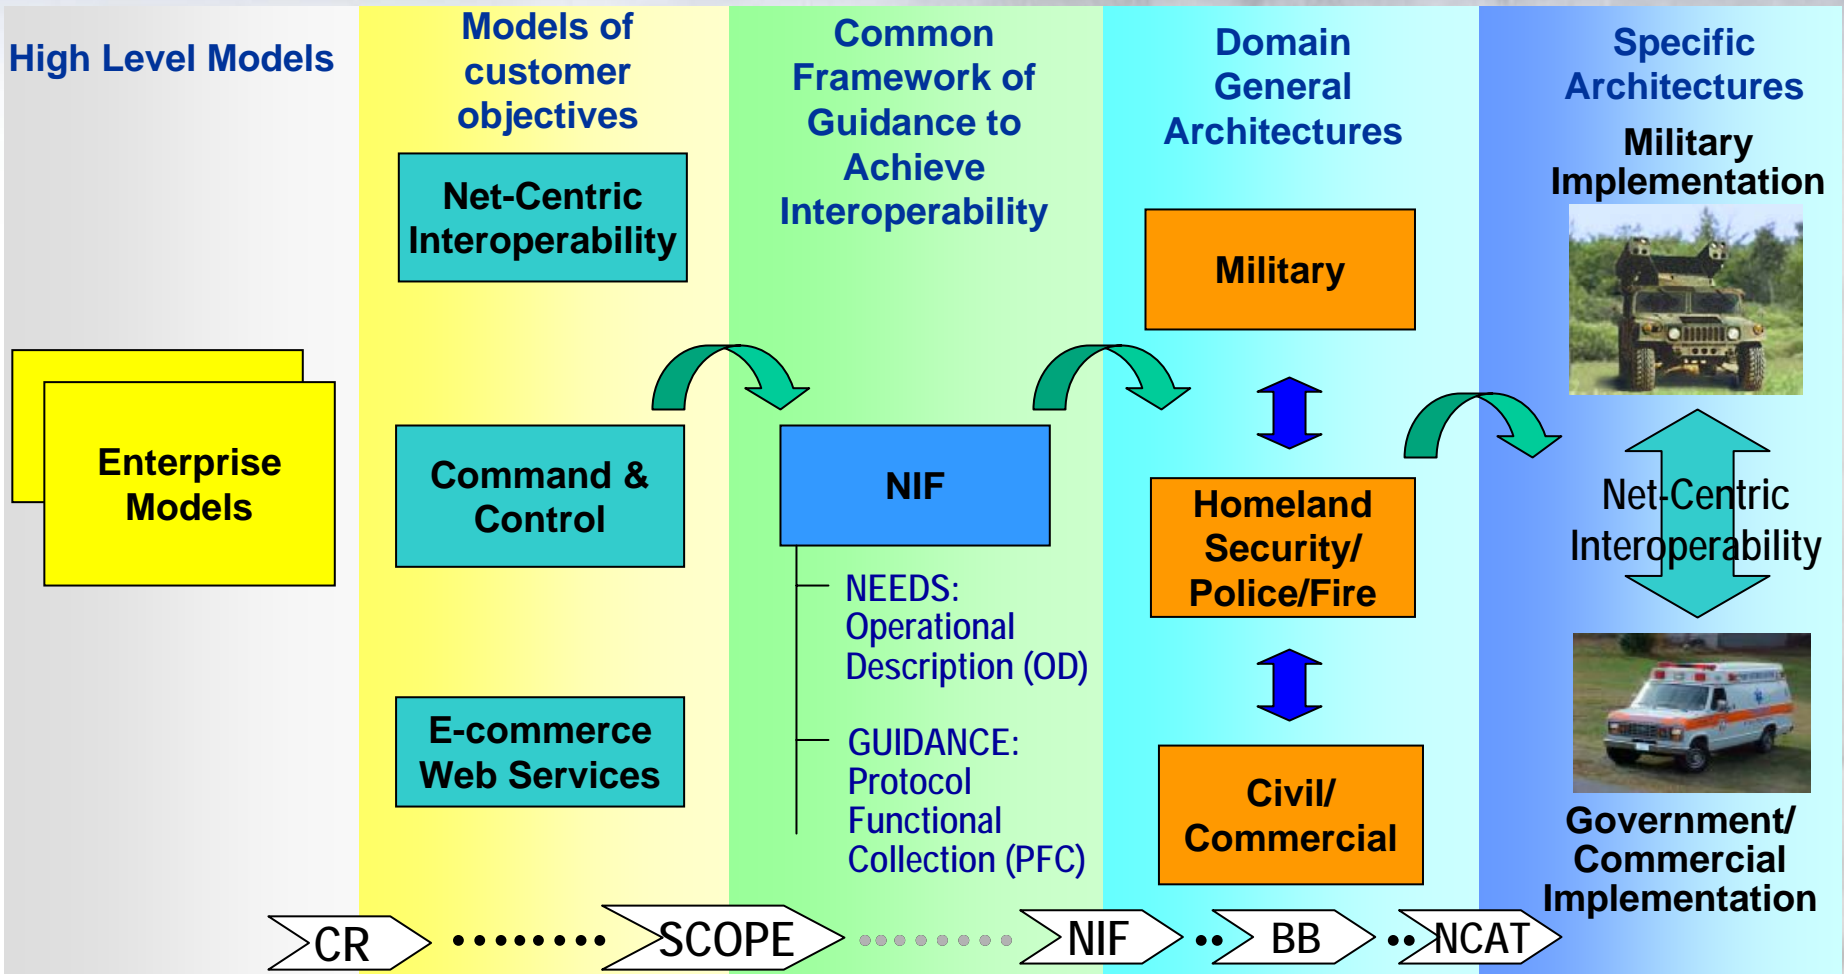 High Level Models
Models of
customer
objectives
Net-Centric
Interoperability
Command &
Control
E-commerce
Web Services
Enterprise
Models
Common
Framework of
Guidance to
Achieve
Interoperability
NIF
NEEDS:
Operational
Description (OD)
GUIDANCE:
Protocol
Functional
Collection (PFC)
Domain
General
Architectures
Military
Homeland
Security/
Police/Fire
Civil/
Commercial
Specific
Architectures
Military
Implementation
Net-Centric
Interoperability
Government/
Commercial
Implementation
CR
SCOPE
NIF
BB
NCAT